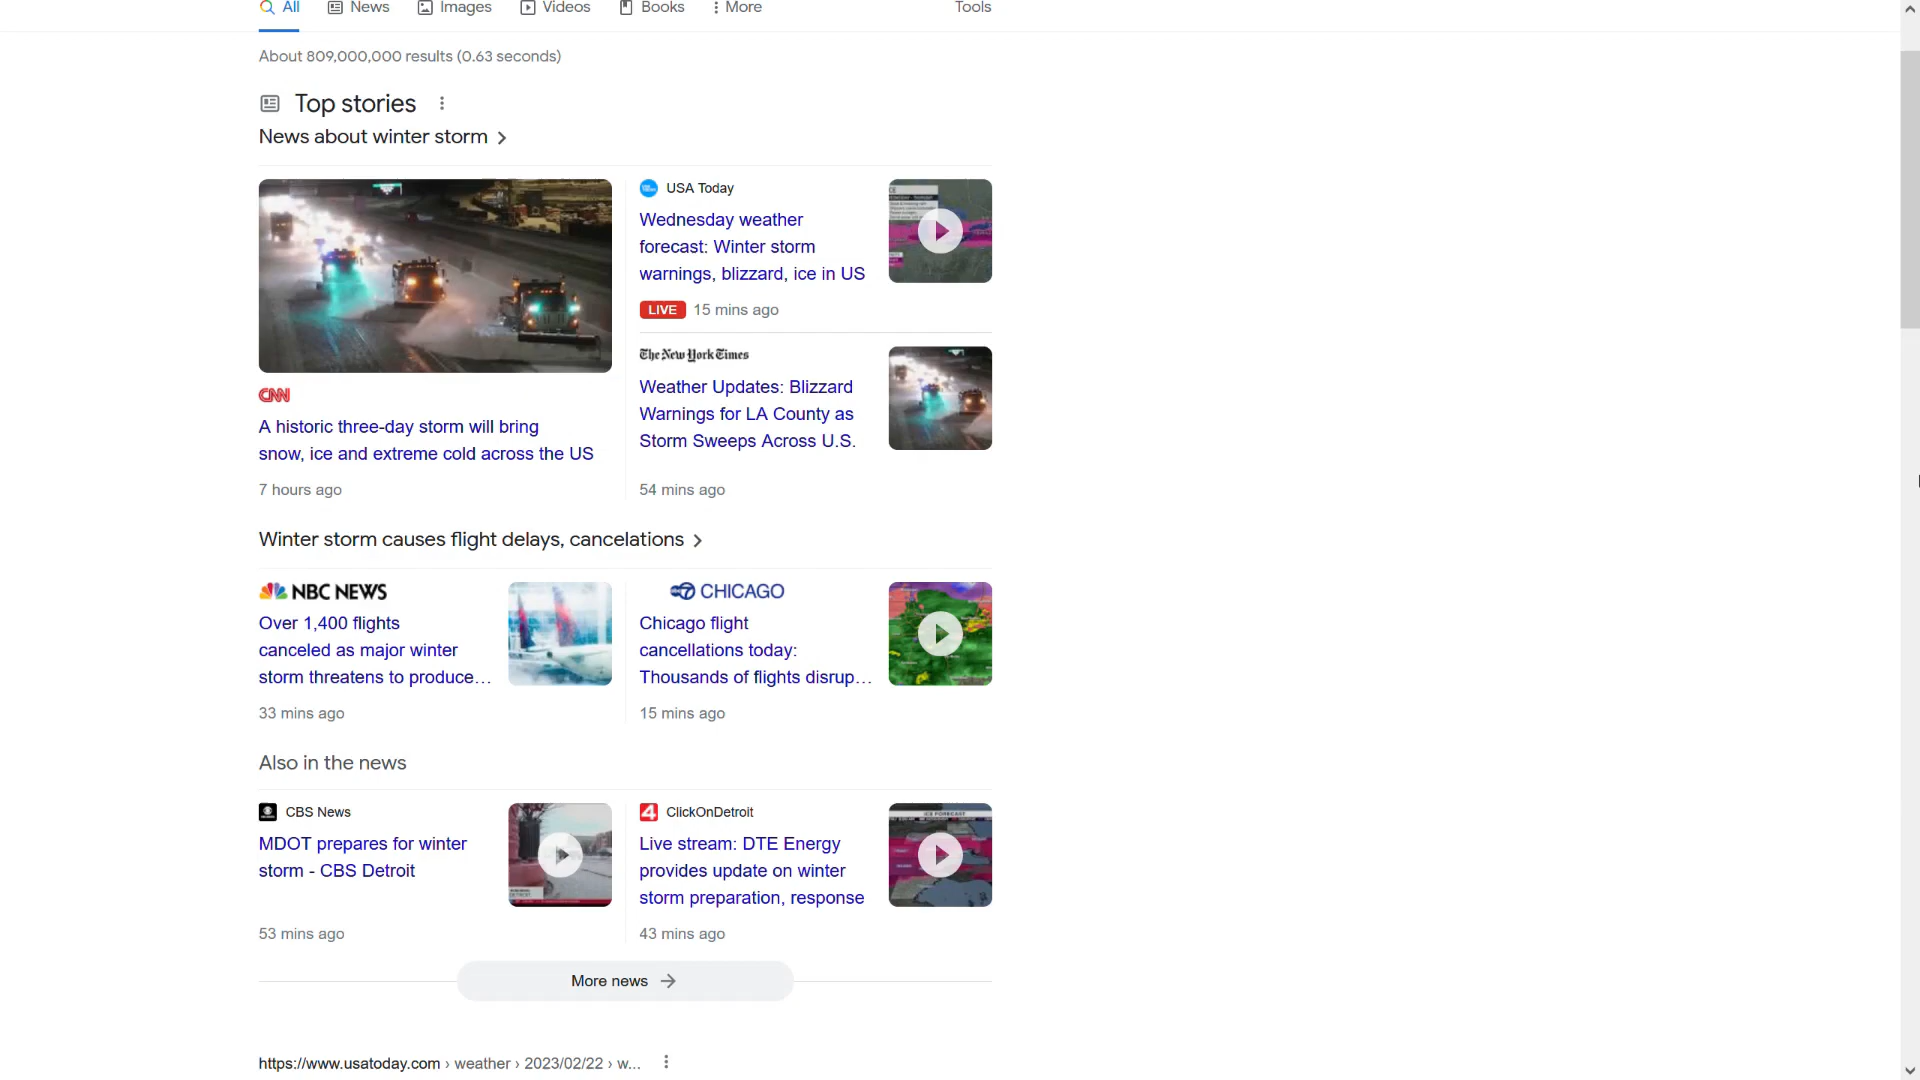 All
News
Images
Videos
Books
More
Tools
About 809,000,000 results (0.63 seconds)
Top stories
News about winter storm
CNN
A historic three-day storm will bring
snow, ice and extreme cold across the US
7 hours ago
USA Today
Wednesday weather
forecast: Winter storm
warnings, blizzard, ice in US
LIVE 15 mins ago
The New York Times
Weather Updates: Blizzard
Warnings for LA County as
Storm Sweeps Across U.S.
54 mins ago
Winter storm causes flight delays, cancelations
NBC NEWS
Over 1,400 flights
canceled as major winter
storm threatens to produce...
33 mins ago
7 CHICAGO
Chicago flight
cancellations today:
Thousands of flights disrup...
15 mins ago
Also in the news
CBS News
MDOT prepares for winter
storm - CBS Detroit
53 mins ago
4 ClickOnDetroit
Live stream: DTE Energy
provides update on winter
storm preparation, response
43 mins ago
ICE FORECAST
More news
https://www.usatoday.com › weather › 2023/02/22 › w...